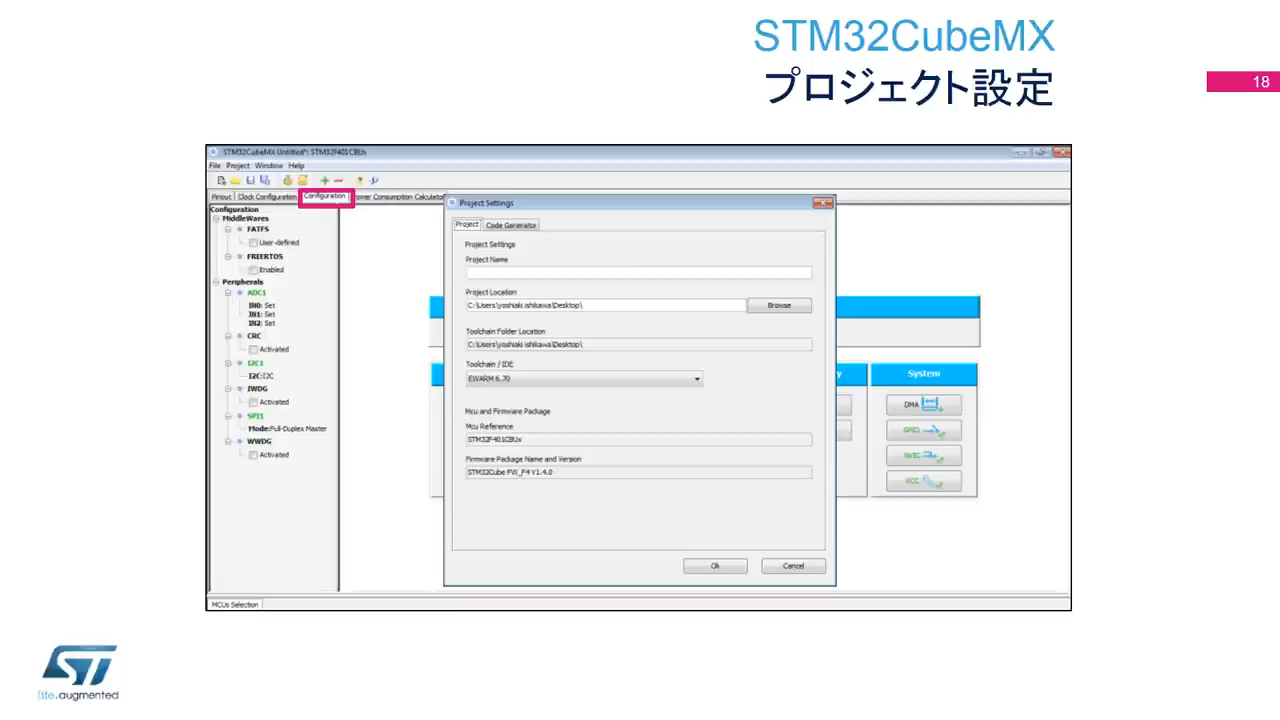 STM32CubeMX
プロジェクト設定
18
STM32CubeMX Untitled*: STM32F401CBUx
File Project Window Help
Pinout Clock Configuration Configuration Power Consumption Calculator
Configuration
MiddleWares
FATFS
User-defined
FREERTOS
Enabled
Peripherals
ADC1
IN0: Set
IN1: Set
IN2: Set
CRC
Activated
I2C1
I2C:I2C
IWDG
Activated
SPI1
Mode:Full-Duplex Master
WWDG
Activated
Project Settings
Project Code Generator
Project Settings
Project Name
Project Location
C:\Users\yoshiaki ishikawa\Desktop\
Browse
Toolchain Folder Location
C:\Users\yoshiaki ishikawa\Desktop\
Toolchain / IDE
EWARM 6.70
Mcu and Firmware Package
Mcu Reference
STM32F401CBUx
Firmware Package Name and Version
STM32Cube FW_F4 V1.4.0
Ok Cancel
y
System
DMA
GPIO
NVIC
RCC
MCUs Selection
ST
life.augmented